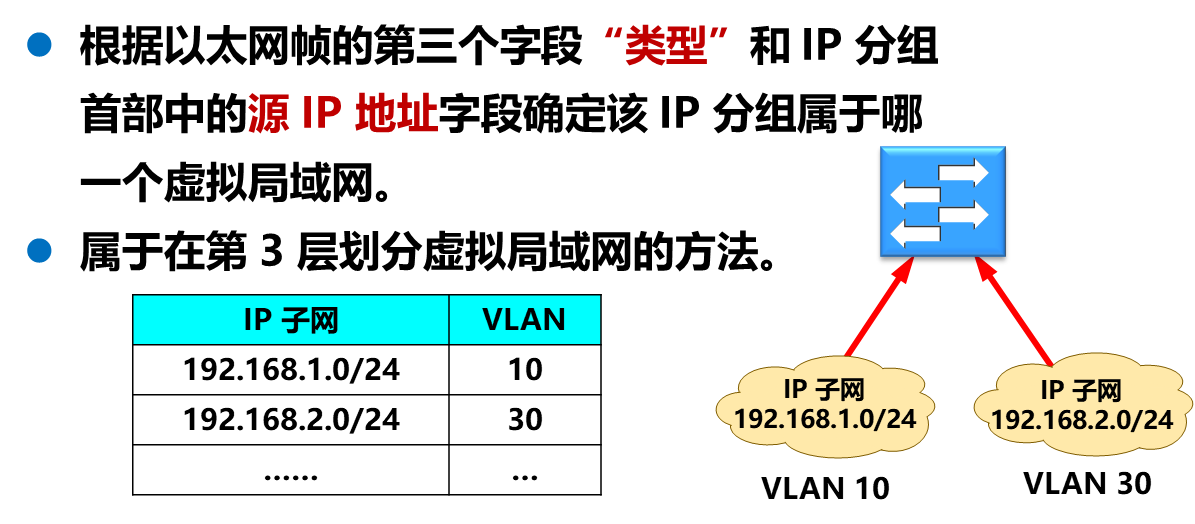 根据以太网帧的第三个字段“类型”和 IP 分组
首部中的源 IP 地址字段确定该 IP 分组属于哪
一个虚拟局域网。
属于在第 3 层划分虚拟局域网的方法。
IP 子网 VLAN
192.168.1.0/24 10
192.168.2.0/24 30
…… …
IP 子网
192.168.1.0/24
VLAN 10
IP 子网
192.168.2.0/24
VLAN 30